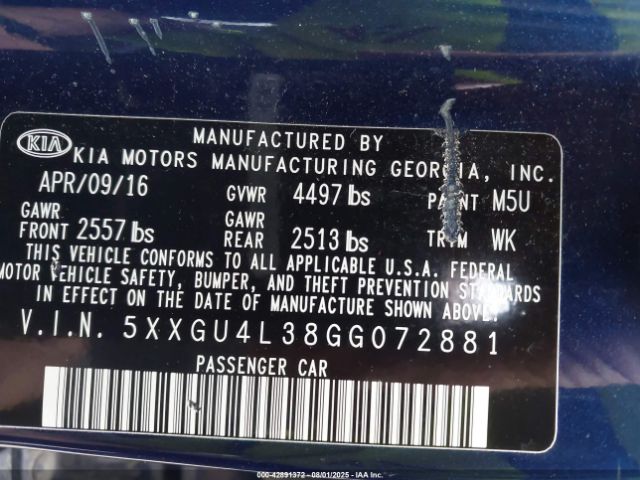 MANUFACTURED BY
KIA KIA MOTORS MANUFACTURING GEORGIA, INC.
APR/09/16 GVWR 4497 lbs PAINT M5U
GAWR FRONT 2557 lbs GAWR REAR 2513 lbs TRIM WK
THIS VEHICLE CONFORMS TO ALL APPLICABLE U.S.A. FEDERAL
MOTOR VEHICLE SAFETY, BUMPER, AND THEFT PREVENTION STANDARDS
IN EFFECT ON THE DATE OF MANUFACTURE SHOWN ABOVE.
V.I.N. 5XXGU4L38GG072881
PASSENGER CAR
000-42891372 - 08/01/2025 - IAA Inc.